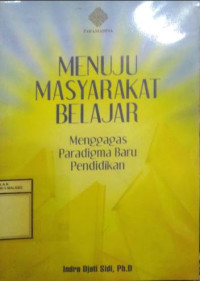 MENUJU
MASYARAKAT
BELAJAR
Menggagas
Paradigma Baru
Pendidikan
Indra Djati Sidi, Ph.D